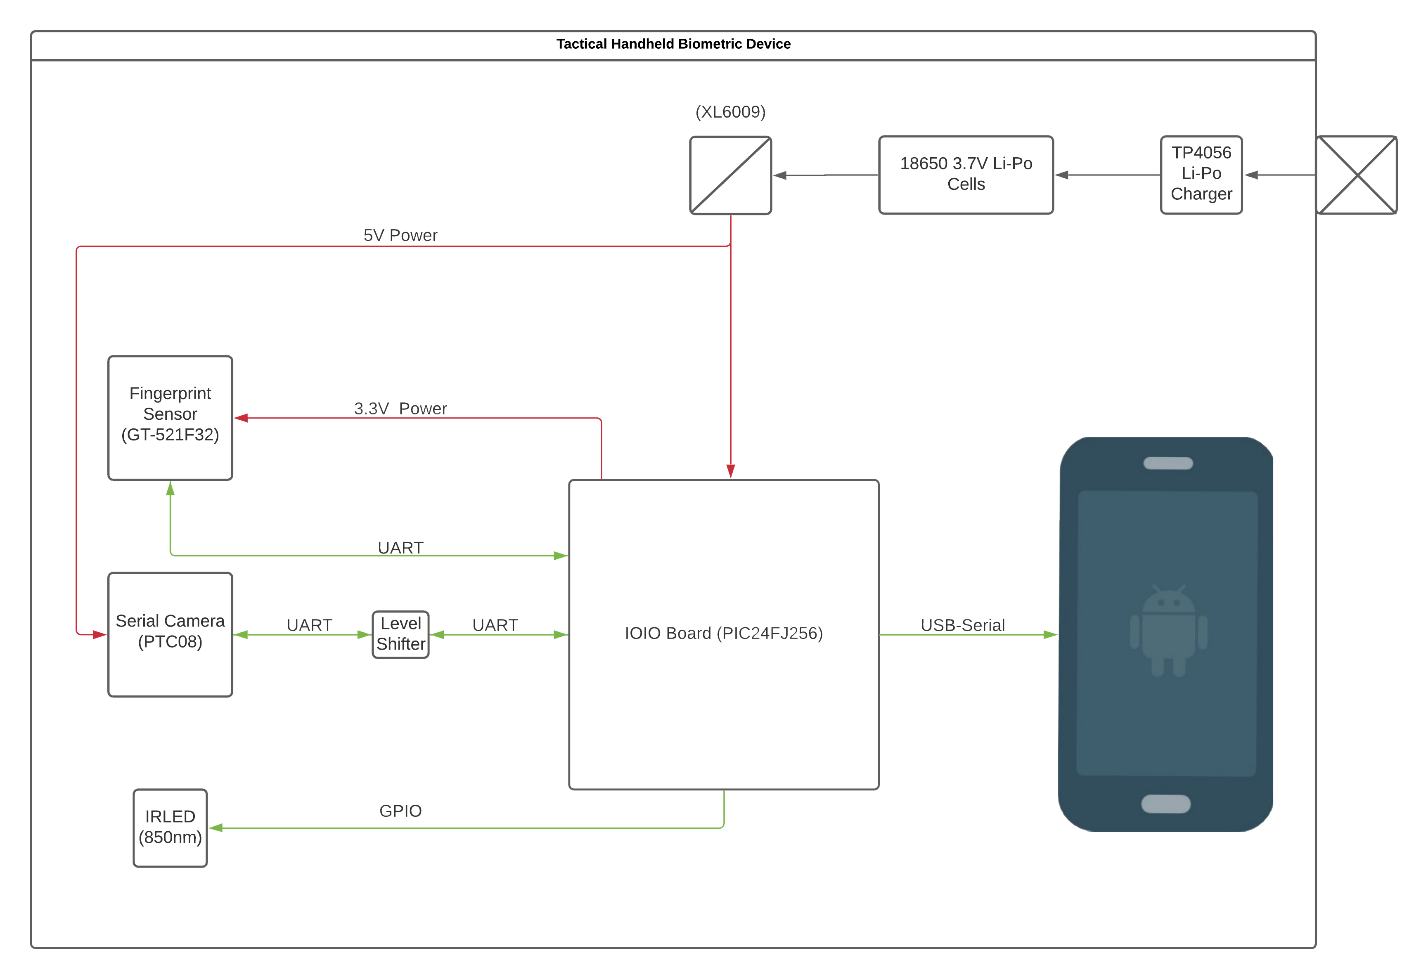 Tactical Handheld Biometric Device
(XL6009)
18650 3.7V Li-Po
Cells
TP4056
Li-Po
Charger
5V Power
Fingerprint
Sensor
(GT-521F32)
3.3V Power
UART
Serial Camera
(PTC08)
UART
Level
Shifter
UART
IOIO Board (PIC24FJ256)
USB-Serial
IRLED
(850nm)
GPIO